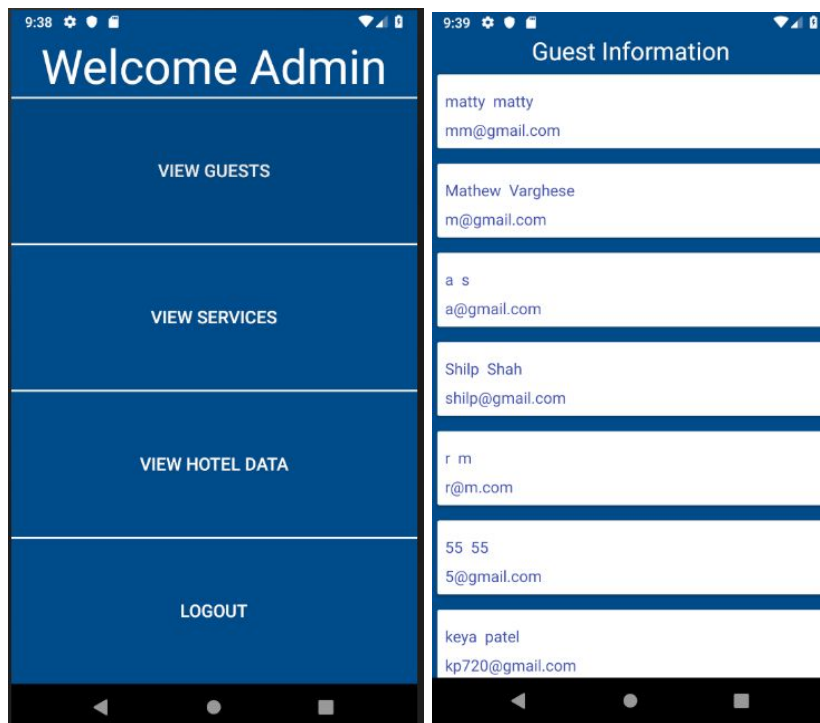 9:38
Welcome Admin
VIEW GUESTS
VIEW SERVICES
VIEW HOTEL DATA
LOGOUT
9:39
Guest Information
matty matty
mm@gmail.com
Mathew Varghese
m@gmail.com
a s
a@gmail.com
Shilp Shah
shilp@gmail.com
r m
r@m.com
55 55
5@gmail.com
keya patel
kp720@gmail.com